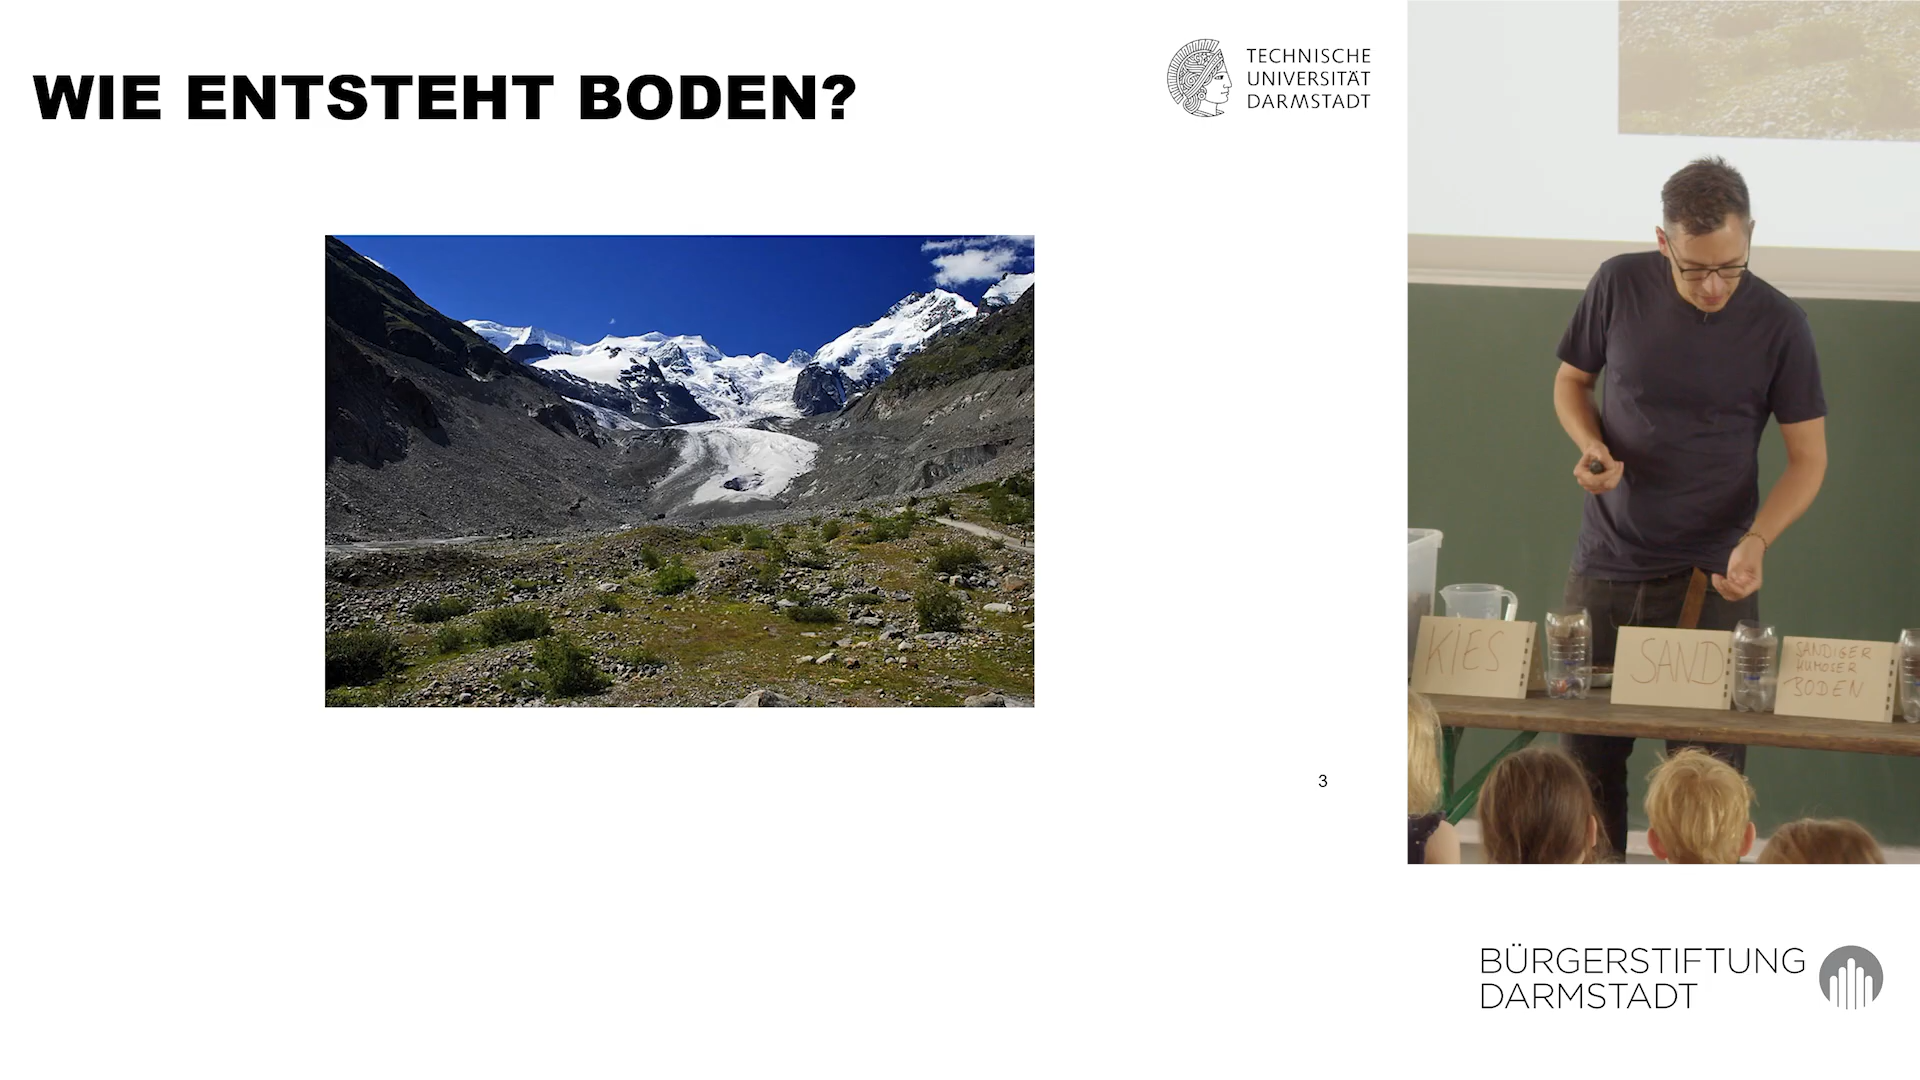 WIE ENTSTEHT BODEN?
TECHNISCHE
UNIVERSITÄT
DARMSTADT
KIES
SAND
SANDIGER
HUMOSER
BODEN
3
BÜRGERSTIFTUNG
DARMSTADT